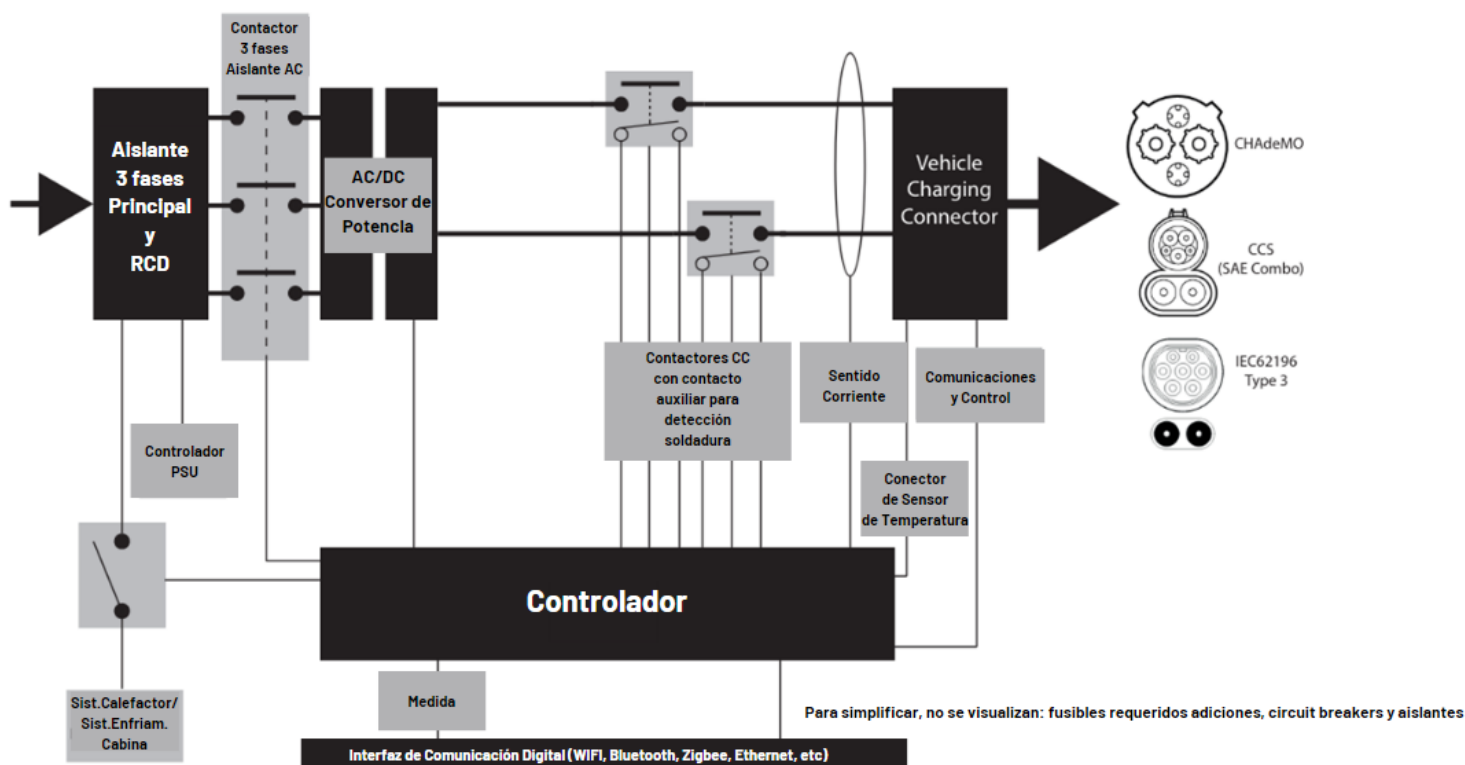 Contactor
3 fases
Aislante AC
Aislante
3 fases
Principal
y
RCD
AC/DC
Conversor de
Potencia
Vehicle
Charging
Connector
CHAdeMO
CCS
(SAE Combo)
IEC62196
Type 3
Contactores CC
con contacto
auxiliar para
detección
soldadura
Sentido
Corriente
Comunicaciones
y Control
Controlador
PSU
Conector
de Sensor
de Temperatura
Controlador
Sist.Calefactor/
Sist.Enfriam.
Cabina
Medida
Para simplificar, no se visualizan: fusibles requeridos adiciones, circuit breakers y aislantes
Interfaz de Comunicación Digital (WIFI, Bluetooth, Zigbee, Ethernet, etc)